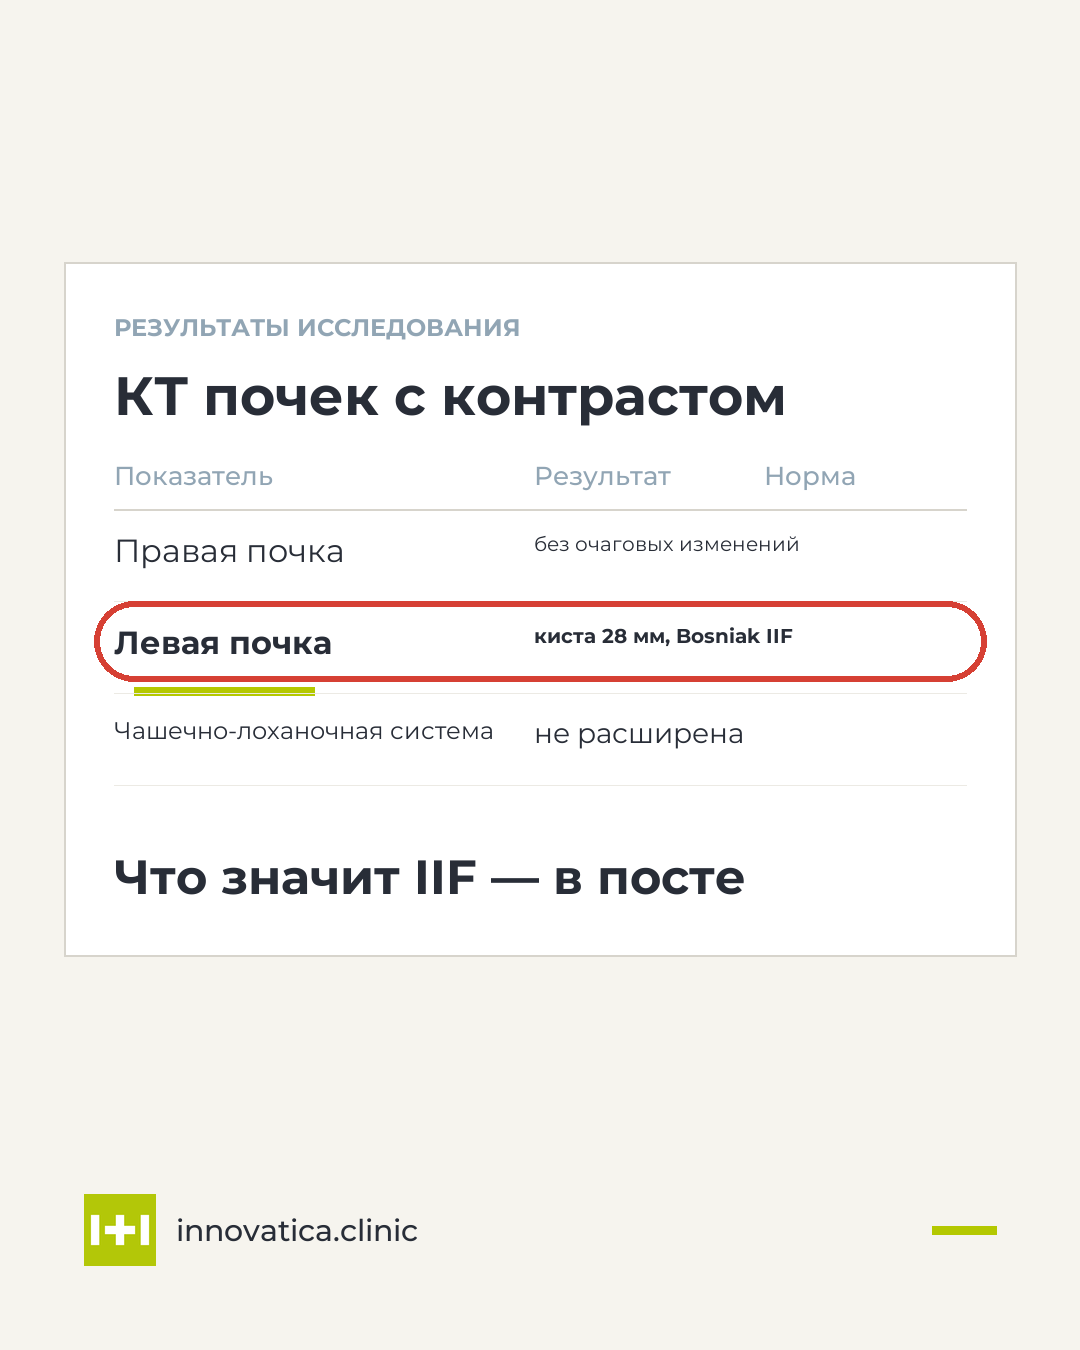 РЕЗУЛЬТАТЫ ИССЛЕДОВАНИЯ
КТ почек с контрастом
Показатель Результат Норма
Правая почка без очаговых изменений
Левая почка киста 28 мм, Bosniak IIF
Чашечно-лоханочная система не расширена
Что значит IIF — в посте
innovatica.clinic